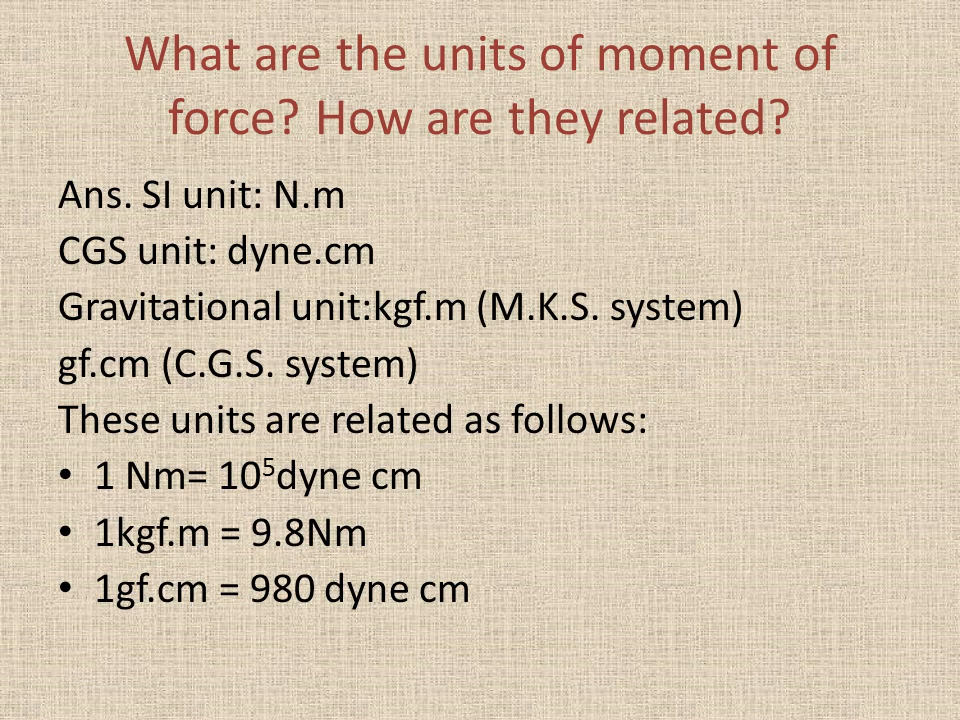 What are the units of moment of
force? How are they related?
Ans. SI unit: N.m
CGS unit: dyne.cm
Gravitational unit:kgf.m (M.K.S. system)
gf.cm (C.G.S. system)
These units are related as follows:
• 1 Nm= 10⁵dyne cm
• 1kgf.m = 9.8Nm
• 1gf.cm = 980 dyne cm